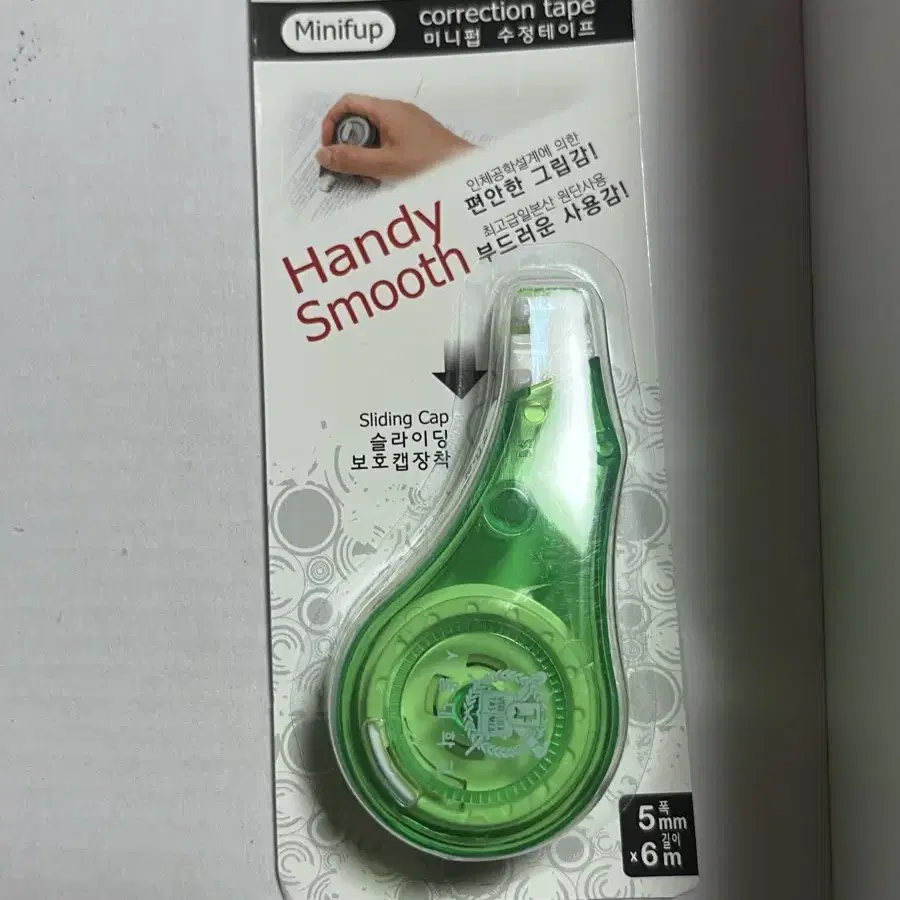 Minifup
correction tape
미니펍 수정테이프
인체공학설계에 의한
편안한 그립감!
최고급일본산 원단사용
부드러운 사용감!
Handy
Smooth
Sliding Cap
슬라이딩
보호캡장착
폭
5mm
길이
x6m